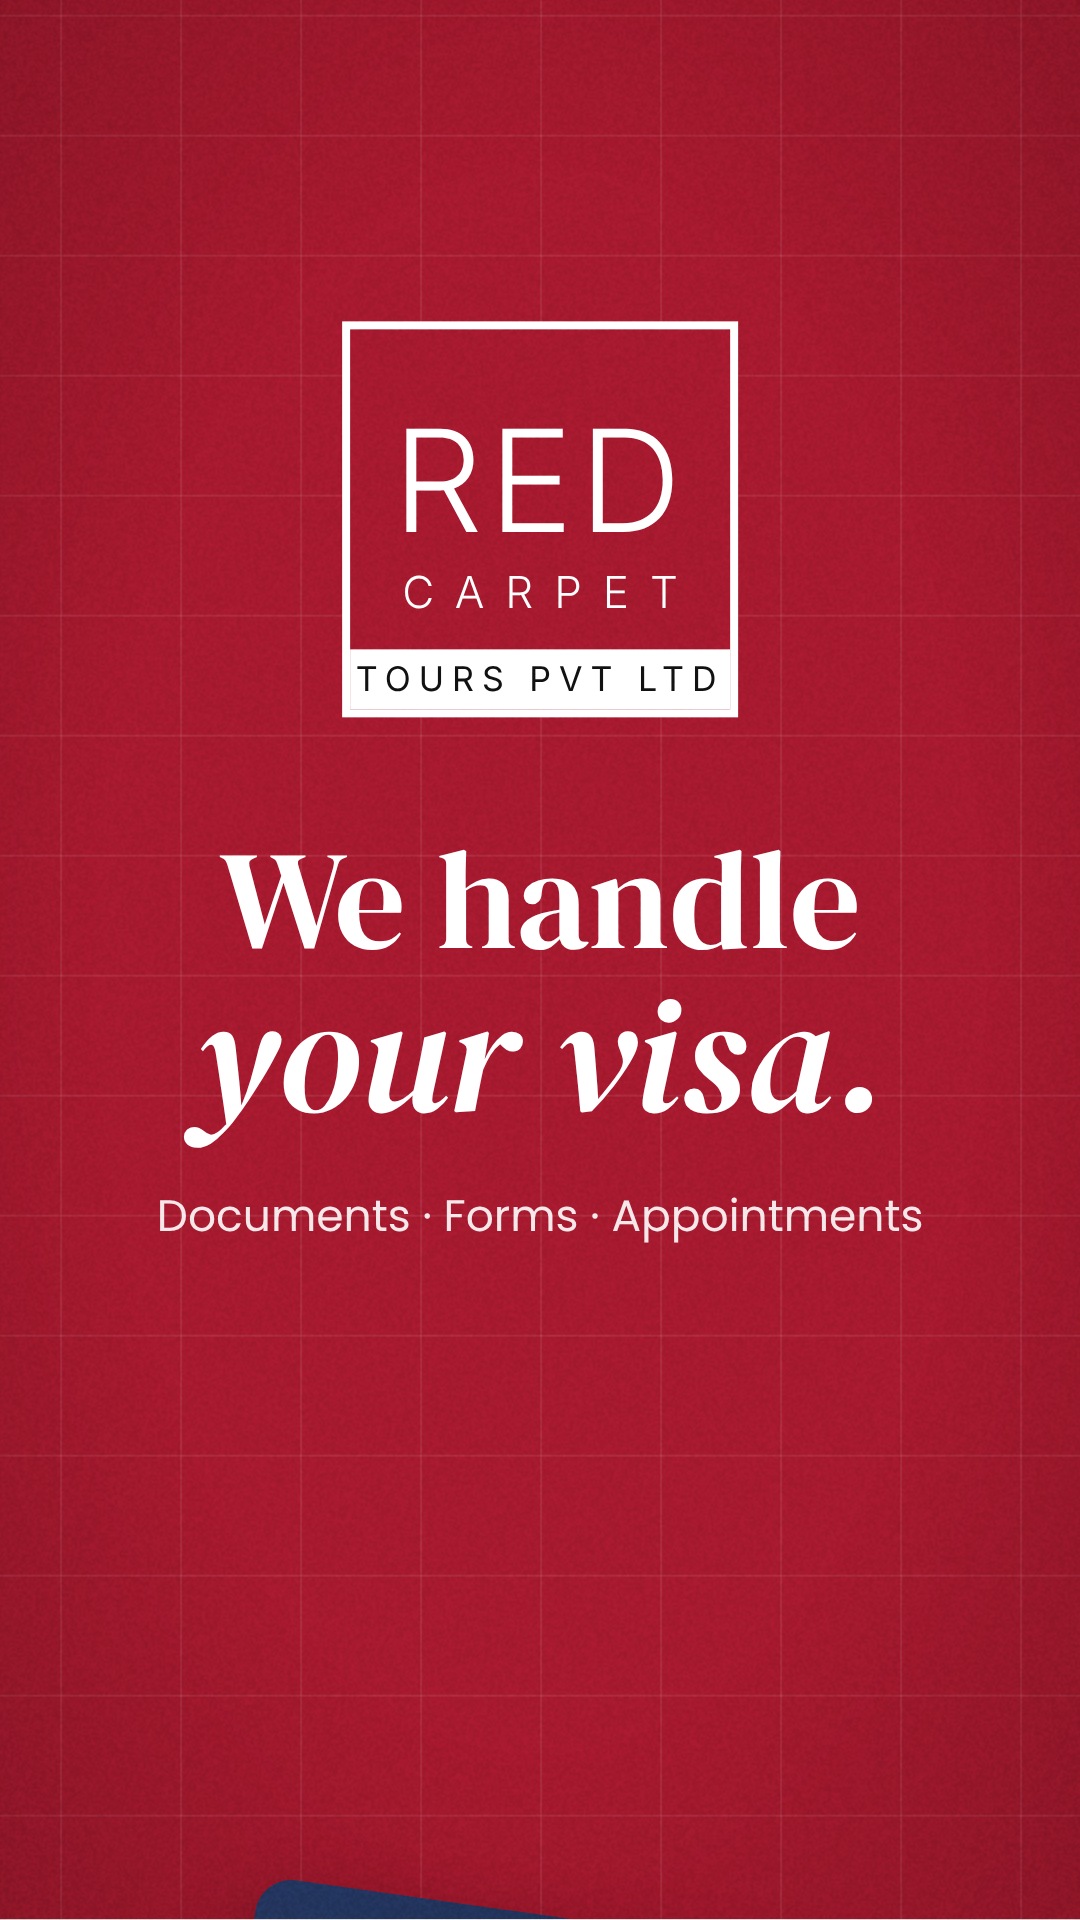 RED
CARPET
TOURS PVT LTD
We handle
your visa.
Documents · Forms · Appointments